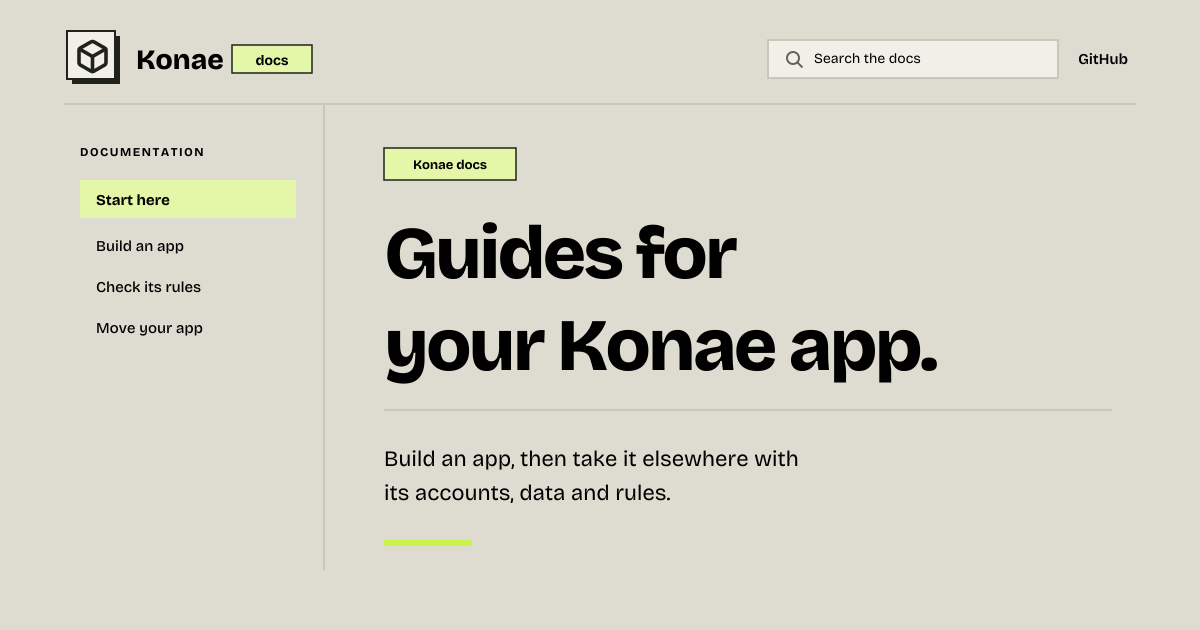 Konae docs
Search the docs
GitHub
DOCUMENTATION
Start here
Build an app
Check its rules
Move your app
Konae docs
Guides for
your Konae app.
Build an app, then take it elsewhere with
its accounts, data and rules.